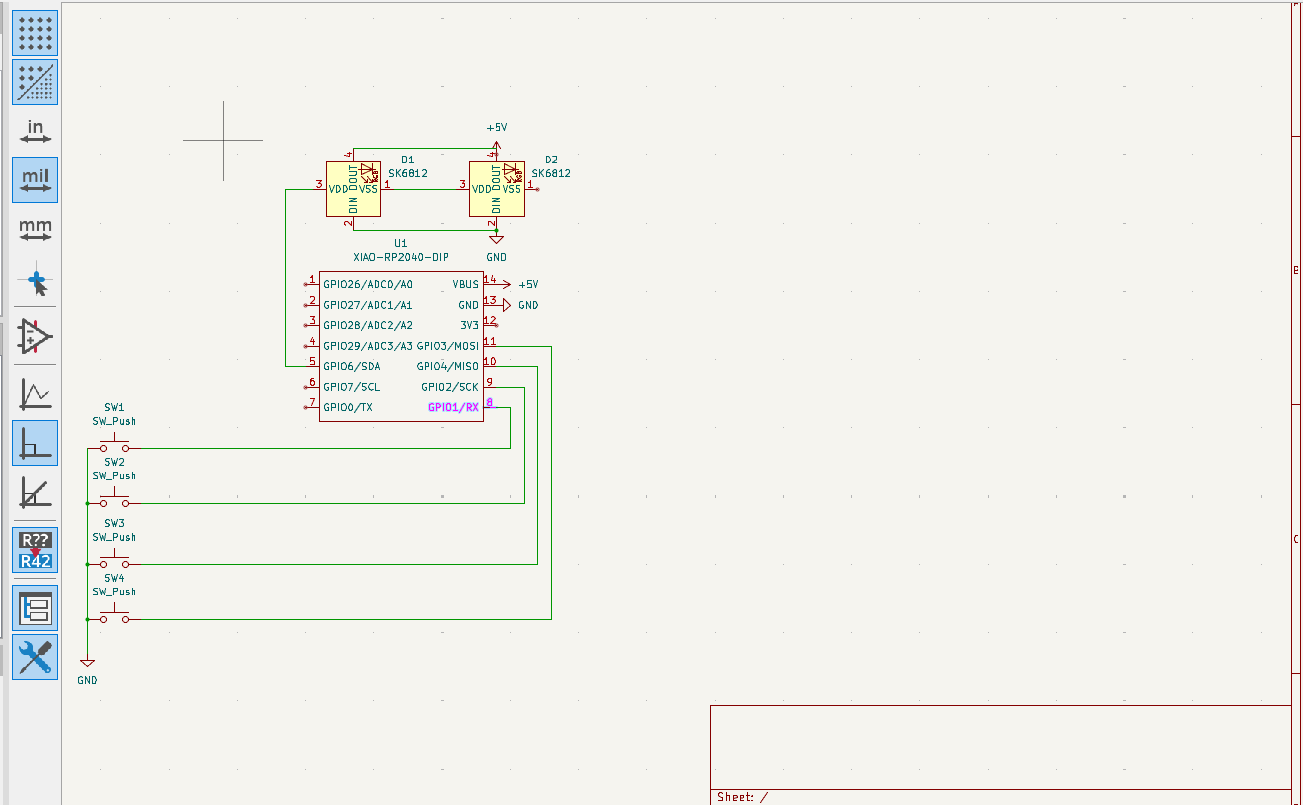 in
mil
mm
R??
R42
+5V
D1
SK6812
D2
SK6812
4
3 VDD DOUT VSS 1
DIN
2
4
3 VDD DOUT VSS 1
DIN
2
GND
U1
XIAO-RP2040-DIP
1 GPIO26/ADC0/A0 VBUS 14 +5V
2 GPIO27/ADC1/A1 GND 13 GND
3 GPIO28/ADC2/A2 3V3 12
4 GPIO29/ADC3/A3 GPIO3/MOSI 11
5 GPIO6/SDA GPIO4/MISO 10
6 GPIO7/SCL GPIO2/SCK 9
7 GPIO0/TX GPIO1/RX 8
SW1
SW_Push
SW2
SW_Push
SW3
SW_Push
SW4
SW_Push
GND
B
C
Sheet: /